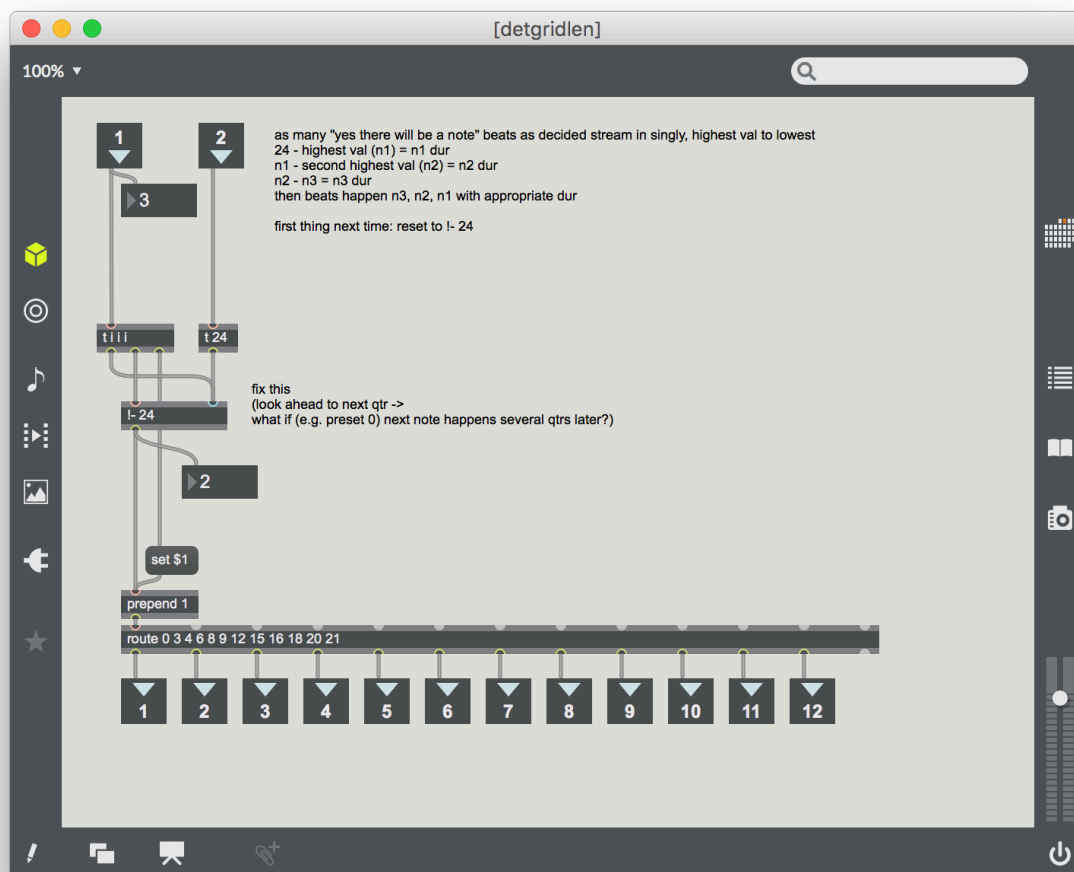 [detgridlen]
100% ▼
1
2
as many "yes there will be a note" beats as decided stream in singly, highest val to lowest
24 - highest val (n1) = n1 dur
n1 - second highest val (n2) = n2 dur
n2 - n3 = n3 dur
then beats happen n3, n2, n1 with appropriate dur
first thing next time: reset to !- 24
3
t i i i
t 24
fix this
(look ahead to next qtr ->
what if (e.g. preset 0) next note happens several qtrs later?)
!- 24
2
set $1
prepend 1
route 0 3 4 6 8 9 12 15 16 18 20 21
1 2 3 4 5 6 7 8 9 10 11 12